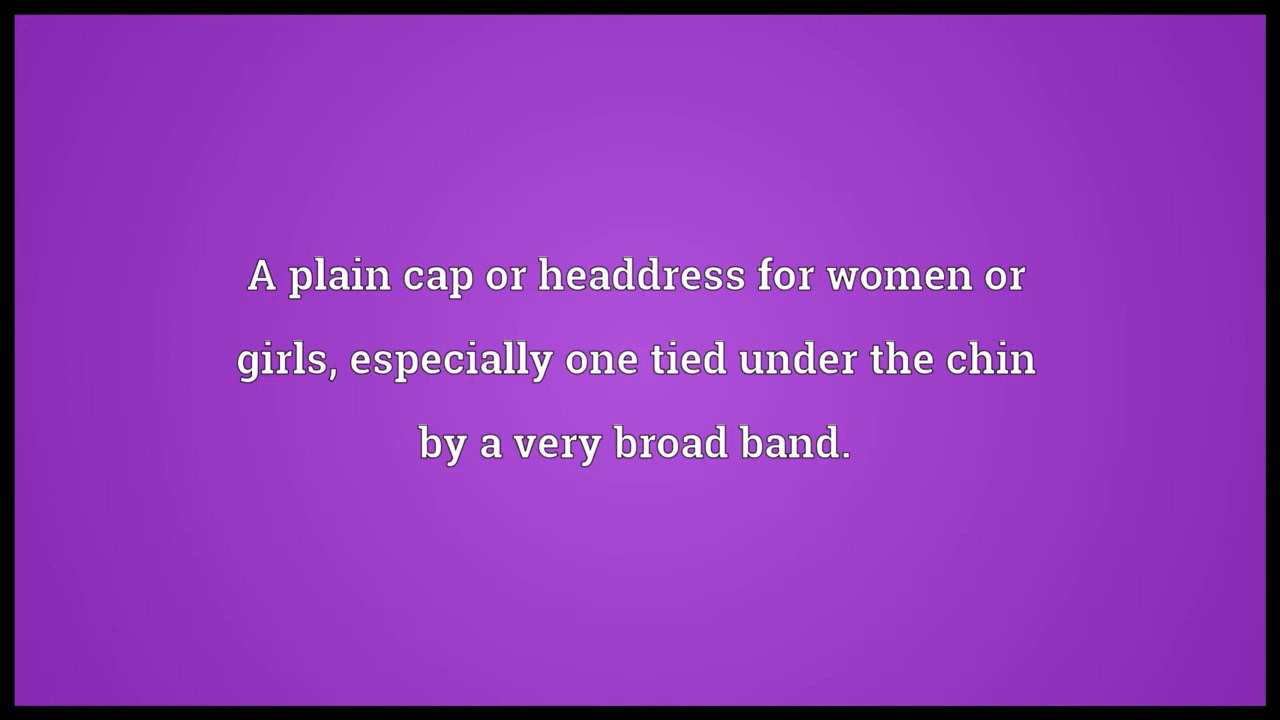 A plain cap or headdress for women or
girls, especially one tied under the chin
by a very broad band.